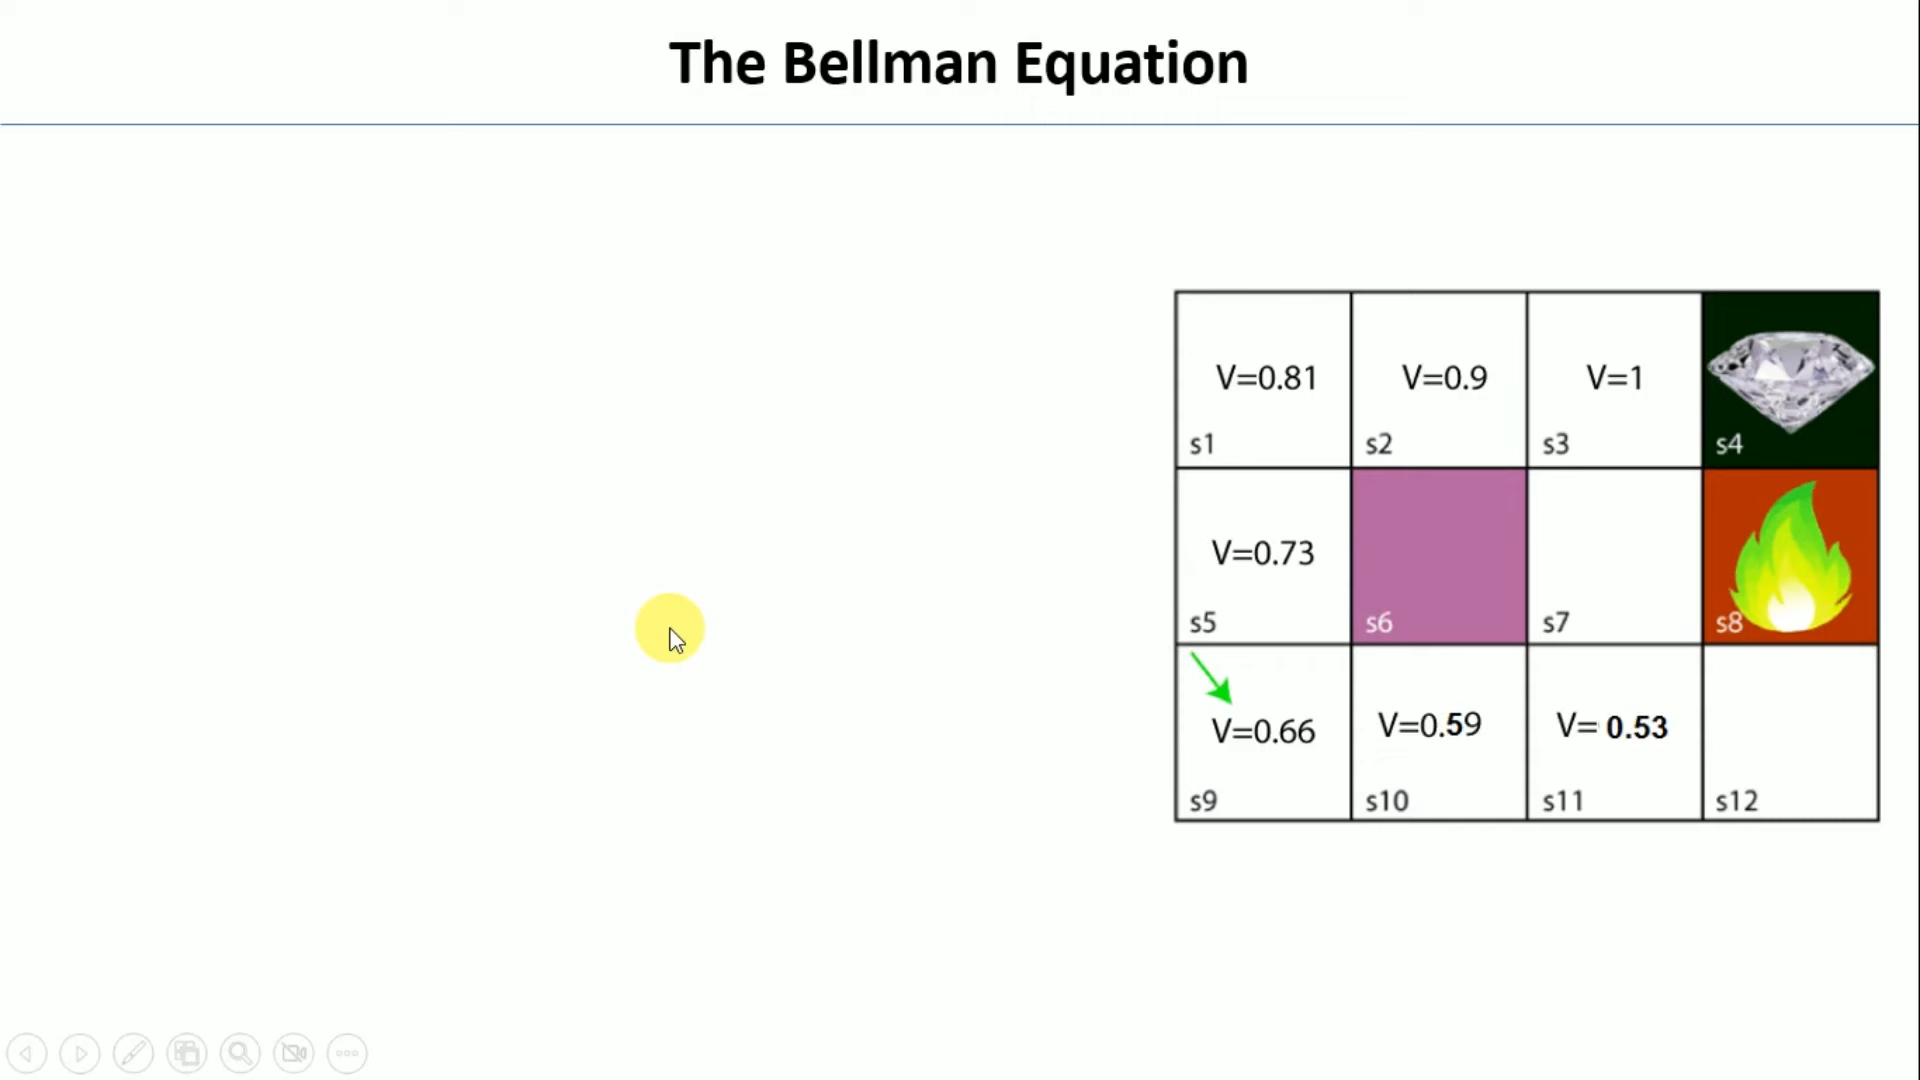 The Bellman Equation
V=0.81
V=0.9
V=1
s1
s2
s3
s4
V=0.73
s5
s6
s7
s8
V=0.66
V=0.59
V= 0.53
s9
s10
s11
s12